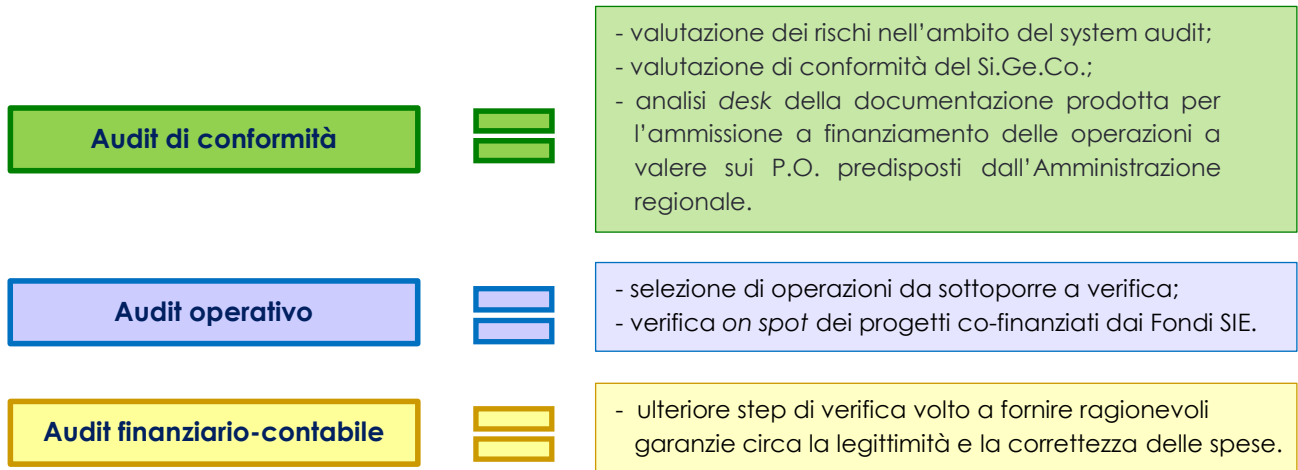 Audit di conformità
- valutazione dei rischi nell’ambito del system audit;
- valutazione di conformità del Si.Ge.Co.;
- analisi desk della documentazione prodotta per
l’ammissione a finanziamento delle operazioni a
valere sui P.O. predisposti dall’Amministrazione
regionale.
Audit operativo
- selezione di operazioni da sottoporre a verifica;
- verifica on spot dei progetti co-finanziati dai Fondi SIE.
Audit finanziario-contabile
- ulteriore step di verifica volto a fornire ragionevoli
garanzie circa la legittimità e la correttezza delle spese.